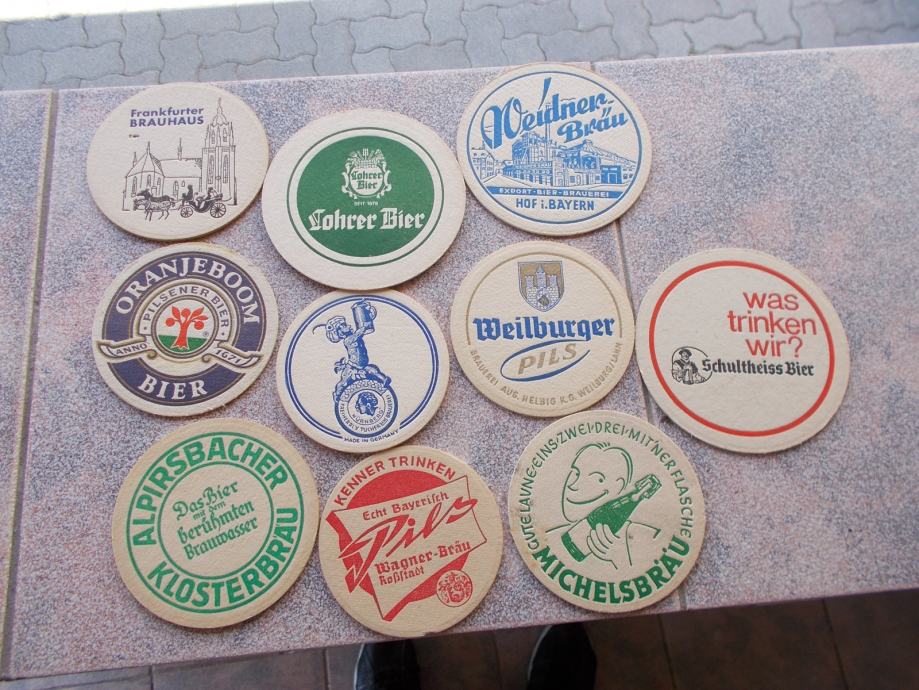 Frankfurter
BRAUHAUS
Lohrer
Bier
SEIT 1878
Lohrer Bier
Weidner-
Bräu
EXPORT-BIER-BRAUEREI
HOF i. BAYERN
ORANJEBOOM
PILSENER BIER
ANNO 1671
BIER
NÜRNBERG
MADE IN GERMANY
Weilburger
PILS
BRAUEREI AUG. HELBIG K.G. WEILBURG/LAHN
was
trinken
wir?
Schultheiss Bier
ALPIRSBACHER
Das Bier
mit dem
berühmten
Brauwasser
KLOSTERBRÄU
KENNER TRINKEN
Echt Bayerisch
Pils
Wagner-Bräu
Roßstadt
GUTE LAUNE-EINS-ZWEI-DREI-MIT'NER FLASCHE
MICHELSBRÄU